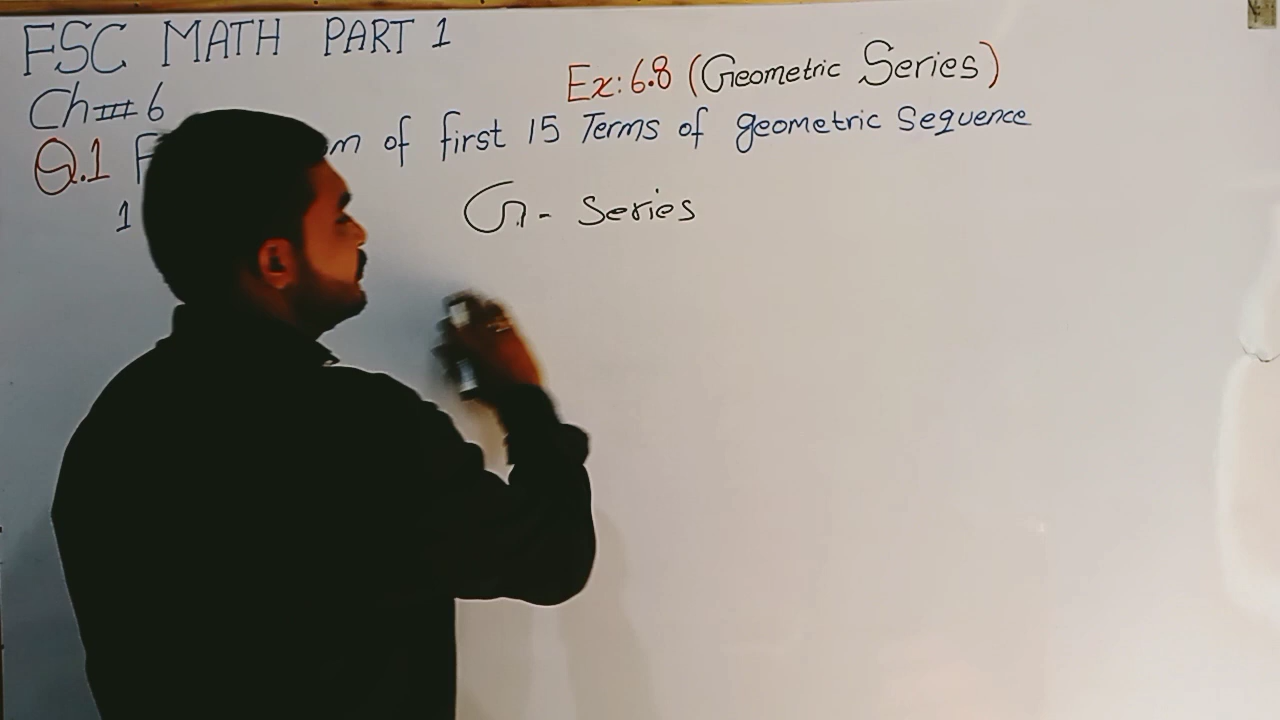 FSC MATH PART 1
Ex: 6.8 (Geometric Series)
Ch # 6
Q.1 of first 15 Terms of geometric Sequence
1
G - Series